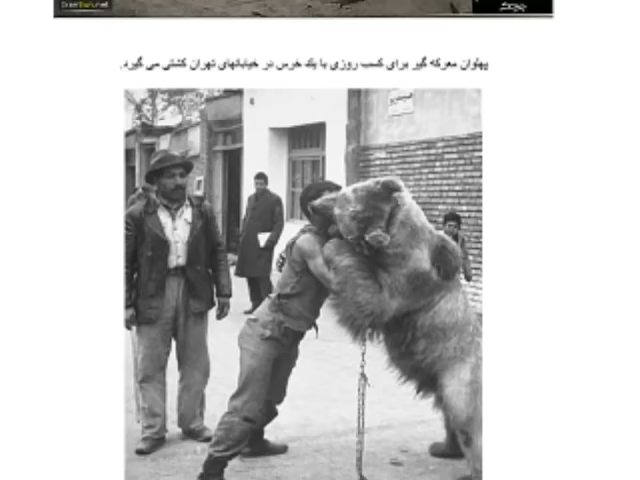 پهلوان معرکه گیر برای کسب روزی با یک خرس در خیابانهای تهران کشتی می گیرد.